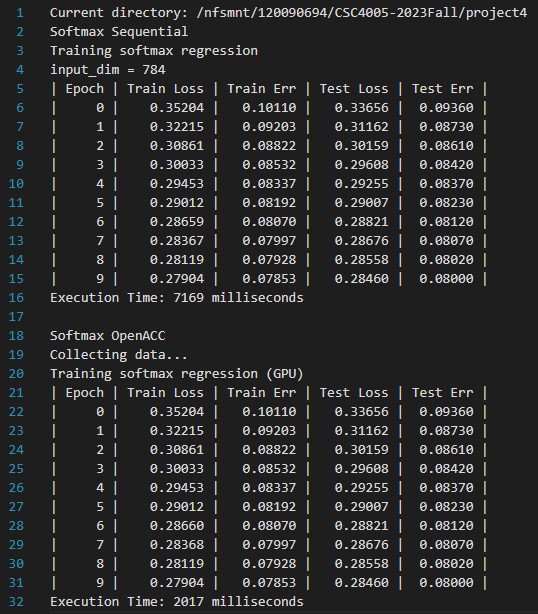 1 Current directory: /nfsmnt/120090694/CSC4005-2023Fall/project4
2 Softmax Sequential
3 Training softmax regression
4 input_dim = 784
5 | Epoch | Train Loss | Train Err | Test Loss | Test Err |
6 | 0 | 0.35204 | 0.10110 | 0.33656 | 0.09360 |
7 | 1 | 0.32215 | 0.09203 | 0.31162 | 0.08730 |
8 | 2 | 0.30861 | 0.08822 | 0.30159 | 0.08610 |
9 | 3 | 0.30033 | 0.08532 | 0.29608 | 0.08420 |
10 | 4 | 0.29453 | 0.08337 | 0.29255 | 0.08370 |
11 | 5 | 0.29012 | 0.08192 | 0.29007 | 0.08230 |
12 | 6 | 0.28659 | 0.08070 | 0.28821 | 0.08120 |
13 | 7 | 0.28367 | 0.07997 | 0.28676 | 0.08070 |
14 | 8 | 0.28119 | 0.07928 | 0.28558 | 0.08020 |
15 | 9 | 0.27904 | 0.07853 | 0.28460 | 0.08000 |
16 Execution Time: 7169 milliseconds
17
18 Softmax OpenACC
19 Collecting data...
20 Training softmax regression (GPU)
21 | Epoch | Train Loss | Train Err | Test Loss | Test Err |
22 | 0 | 0.35204 | 0.10110 | 0.33656 | 0.09360 |
23 | 1 | 0.32215 | 0.09203 | 0.31162 | 0.08730 |
24 | 2 | 0.30861 | 0.08822 | 0.30159 | 0.08610 |
25 | 3 | 0.30033 | 0.08532 | 0.29608 | 0.08420 |
26 | 4 | 0.29453 | 0.08337 | 0.29255 | 0.08370 |
27 | 5 | 0.29012 | 0.08192 | 0.29007 | 0.08230 |
28 | 6 | 0.28660 | 0.08070 | 0.28821 | 0.08120 |
29 | 7 | 0.28368 | 0.07997 | 0.28676 | 0.08070 |
30 | 8 | 0.28119 | 0.07928 | 0.28558 | 0.08020 |
31 | 9 | 0.27904 | 0.07853 | 0.28460 | 0.08000 |
32 Execution Time: 2017 milliseconds